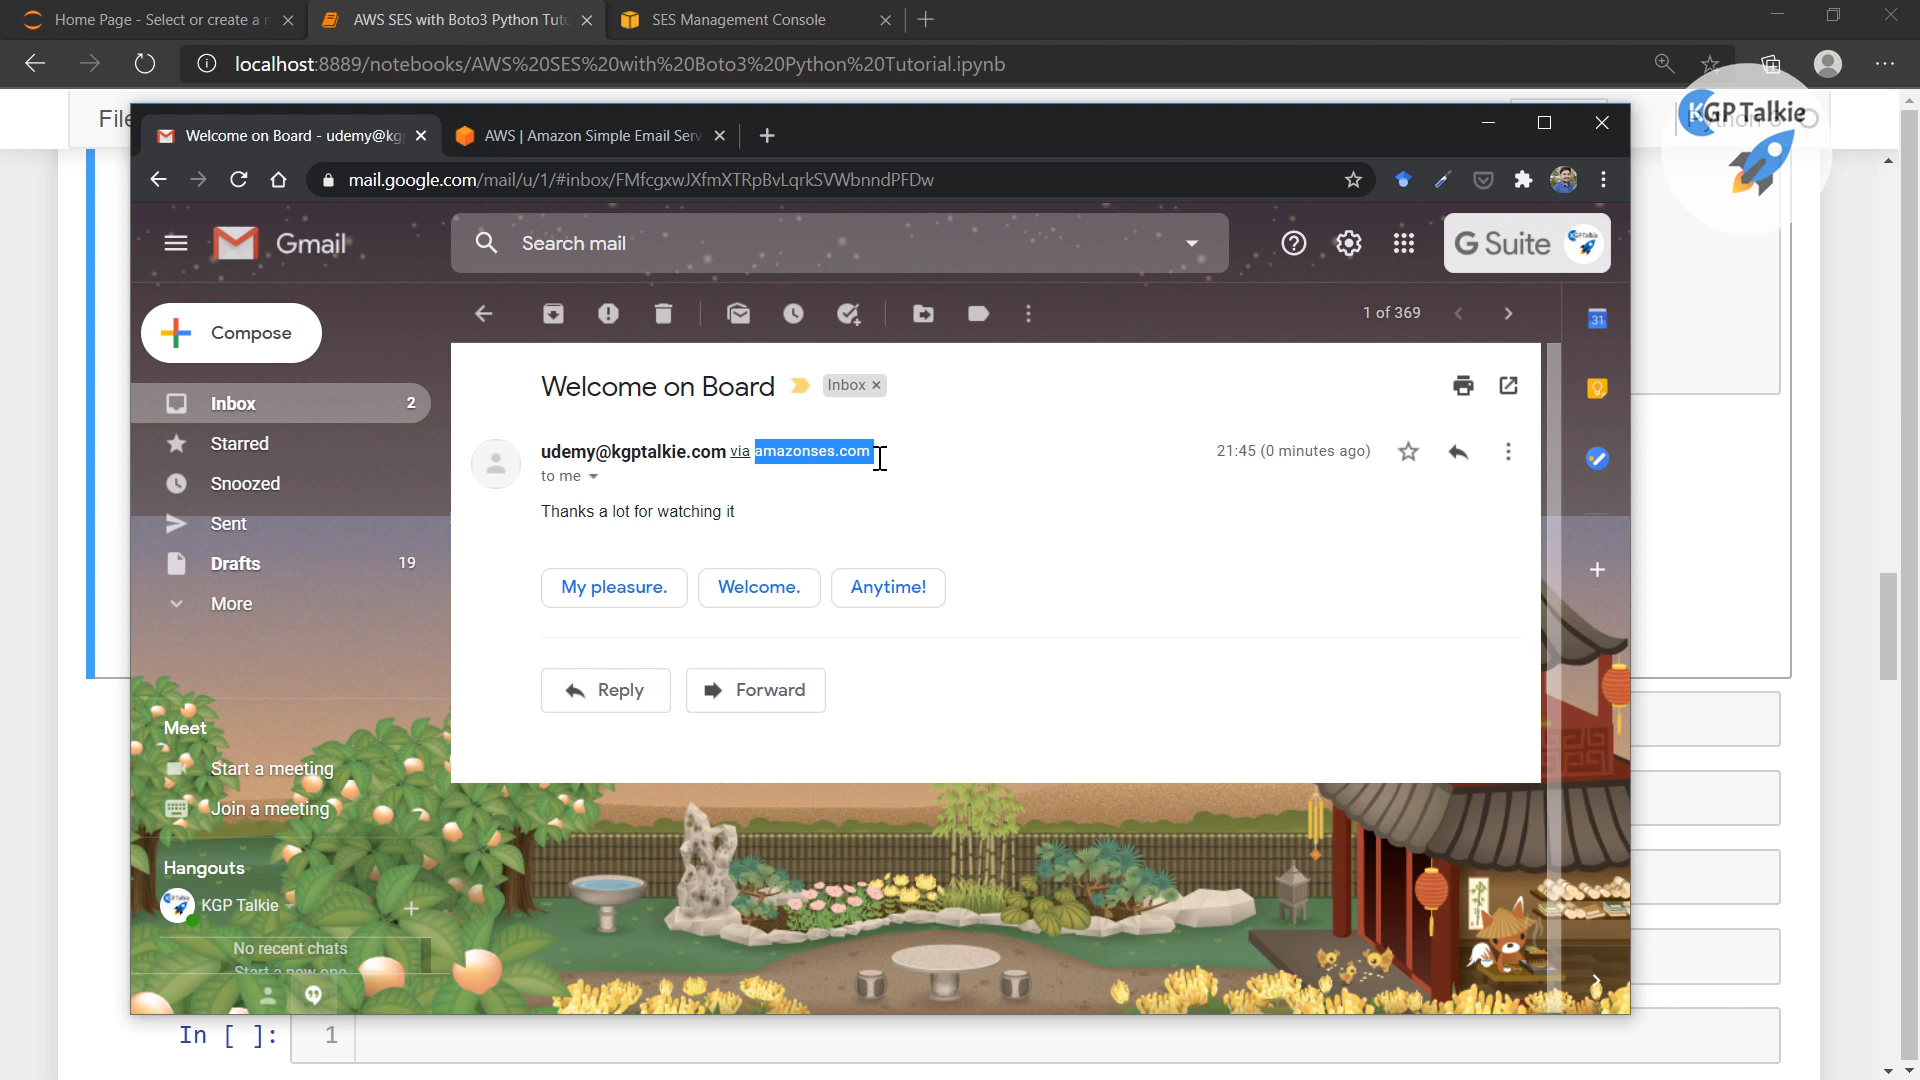 Home Page - Select or create a n
AWS SES with Boto3 Python Tuto
SES Management Console
localhost:8889/notebooks/AWS%20SES%20with%20Boto3%20Python%20Tutorial.ipynb
File
KGP Talkie
Welcome on Board - udemy@kg
AWS | Amazon Simple Email Serv
mail.google.com/mail/u/1/#inbox/FMfcgxwJXfmXTRpBvLqrkSVWbnndPFDw
Gmail
Search mail
G Suite
Compose
1 of 369
31
Welcome on Board
Inbox
Inbox 2
udemy@kgptalkie.com via amazonses.com
21:45 (0 minutes ago)
Starred
to me
Snoozed
Thanks a lot for watching it
Sent
Drafts 19
My pleasure.
Welcome.
Anytime!
More
Reply
Forward
Meet
Start a meeting
Join a meeting
Hangouts
KGP Talkie
No recent chats
Start a new one
In [ ]: 1